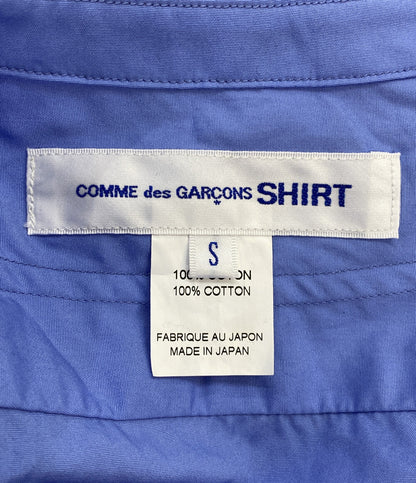 COMME des GARÇONS SHIRT
S
100% COTON
100% COTTON
FABRIQUE AU JAPON
MADE IN JAPAN